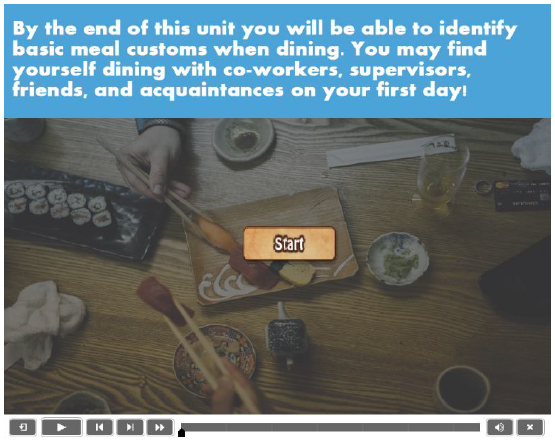 By the end of this unit you will be able to identify
basic meal customs when dining. You may find
yourself dining with co-workers, supervisors,
friends, and acquaintances on your first day!
Start